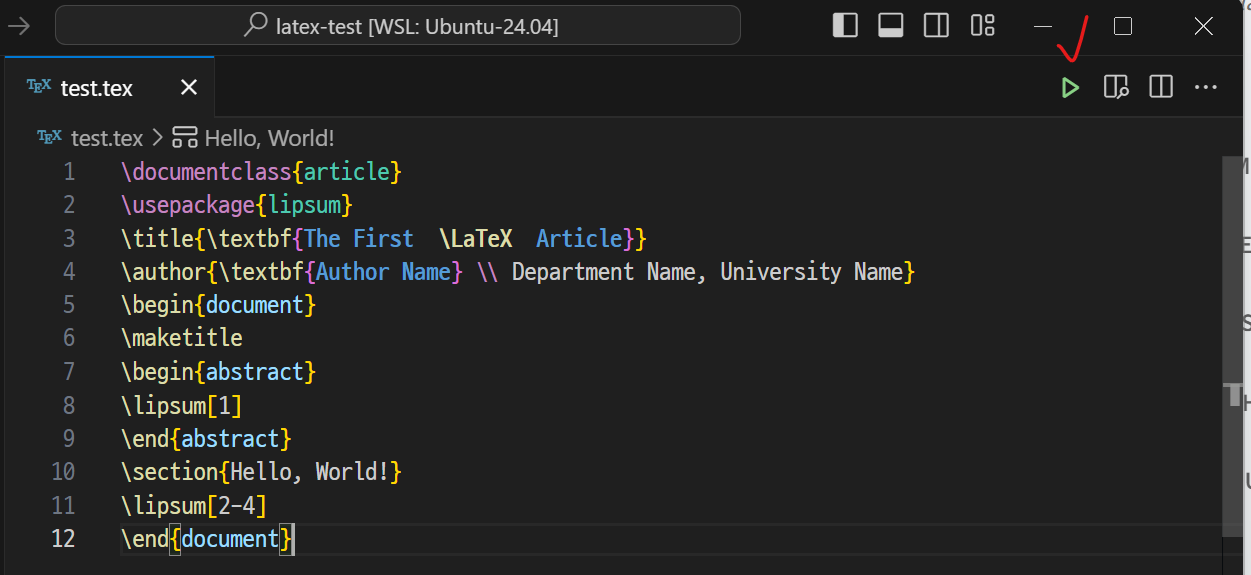 latex-test [WSL: Ubuntu-24.04]
TEX test.tex
TEX test.tex > Hello, World!
1 \documentclass{article}
2 \usepackage{lipsum}
3 \title{\textbf{The First  \LaTeX  Article}}
4 \author{\textbf{Author Name} \\ Department Name, University Name}
5 \begin{document}
6 \maketitle
7 \begin{abstract}
8 \lipsum[1]
9 \end{abstract}
10 \section{Hello, World!}
11 \lipsum[2-4]
12 \end{document}